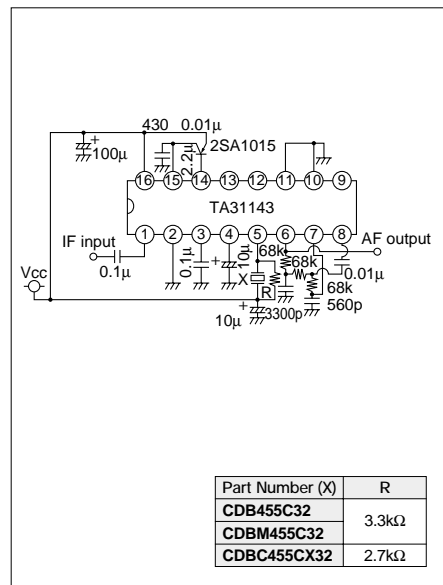 430 0.01μ
2SA1015
+
100μ
2.2μ
16 15 14 13 12 11 10 9
TA31143
1 2 3 4 5 6 7 8
IF input
AF output
0.1μ
0.1μ
+
10μ
68k
68k
0.01μ
Vcc
X
R
68k
+
10μ
3300p
560p
Part Number (X) R
CDB455C32
3.3kΩ
CDBM455C32
CDBC455CX32 2.7kΩ